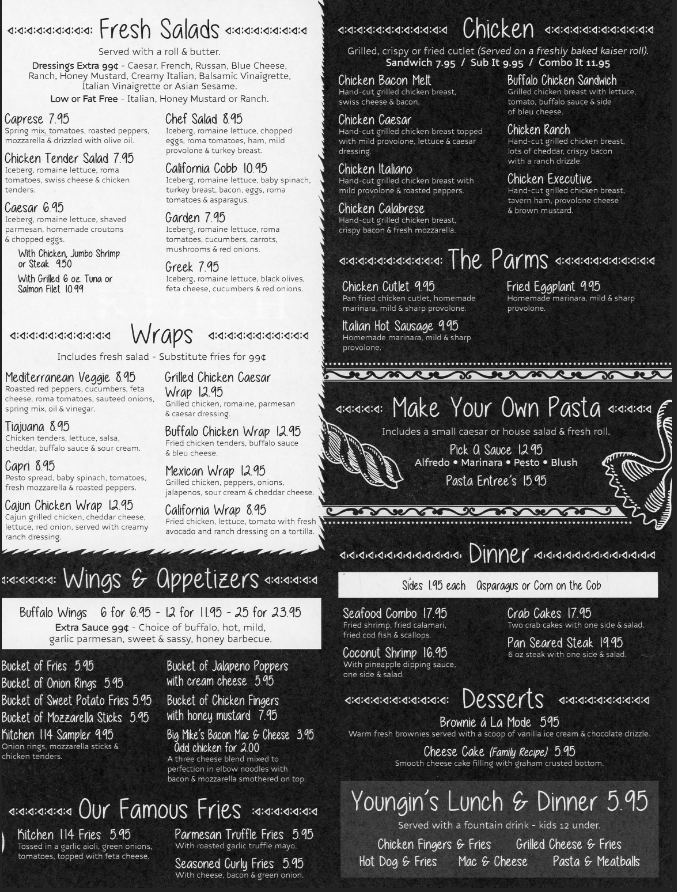 Fresh Salads
Served with a roll & butter.
Dressing's Extra 99¢ - Caesar, French, Russan, Blue Cheese,
Ranch, Honey Mustard, Creamy Italian, Balsamic Vinaigrette,
Italian Vinaigrette or Asian Sesame.
Low or Fat Free - Italian, Honey Mustard or Ranch.
Caprese 7.95
Spring mix, tomatoes, roasted peppers,
mozzarella & drizzled with olive oil.
Chicken Tender Salad 7.95
Iceberg, romaine lettuce, roma
tomatoes, swiss cheese & chicken
tenders.
Caesar 6.95
Iceberg, romaine lettuce, shaved
parmesan, homemade croutons
& chopped eggs.
With Chicken, Jumbo Shrimp
or Steak 9.50
With Grilled 6 oz. Tuna or
Salmon Filet 10.99
Chef Salad 8.95
Iceberg, romaine lettuce, chopped
eggs, roma tomatoes, ham, mild
provolone & turkey breast.
California Cobb 10.95
Iceberg, romaine lettuce, baby spinach,
turkey breast, bacon, eggs, roma
tomatoes & asparagus.
Garden 7.95
Iceberg, romaine lettuce, roma
tomatoes, cucumbers, carrots,
mushrooms & red onions.
Greek 7.95
Iceberg, romaine lettuce, black olives,
feta cheese, cucumbers & red onions.
Wraps
Includes fresh salad - Substitute fries for 99¢
Mediterranean Veggie 8.95
Roasted red peppers, cucumbers, feta
cheese, roma tomatoes, sauteed onions,
spring mix, oil & vinegar.
Tiajuana 8.95
Chicken tenders, lettuce, salsa,
cheddar, buffalo sauce & sour cream.
Capri 8.95
Pesto spread, baby spinach, tomatoes,
fresh mozzarella & roasted peppers.
Cajun Chicken Wrap 12.95
Cajun grilled chicken, cheddar cheese,
lettuce, red onion, served with creamy
ranch dressing.
Grilled Chicken Caesar
Wrap 12.95
Grilled chicken, romaine, parmesan
& caesar dressing.
Buffalo Chicken Wrap 12.95
Fried chicken tenders, buffalo sauce
& bleu cheese.
Mexican Wrap 12.95
Grilled chicken, peppers, onions,
jalapenos, sour cream & cheddar cheese.
California Wrap 8.95
Fried chicken, lettuce, tomato with fresh
avocado and ranch dressing on a tortilla.
Wings & Appetizers
Buffalo Wings 6 for 6.95 - 12 for 11.95 - 25 for 23.95
Extra Sauce 99¢ - Choice of buffalo, hot, mild,
garlic parmesan, sweet & sassy, honey barbecue.
Bucket of Fries 5.95
Bucket of Onion Rings 5.95
Bucket of Sweet Potato Fries 5.95
Bucket of Mozzarella Sticks 5.95
Kitchen 114 Sampler 9.95
Onion rings, mozzarella sticks &
chicken tenders.
Bucket of Jalapeno Poppers
with cream cheese 5.95
Bucket of Chicken Fingers
with honey mustard 7.95
Big Mike's Bacon Mac & Cheese 3.95
Add chicken for 2.00
A three cheese blend mixed to
perfection in elbow noodles with
bacon & mozzarella smothered on top.
Our Famous Fries
Kitchen 114 Fries 5.95
Tossed in a garlic aioli, green onions,
tomatoes, topped with feta cheese.
Parmesan Truffle Fries 5.95
With roasted garlic truffle mayo.
Seasoned Curly Fries 5.95
With cheese, bacon & green onion.
Chicken
Grilled, crispy or fried cutlet (Served on a freshly baked kaiser roll).
Sandwich 7.95 / Sub It 9.95 / Combo It 11.95
Chicken Bacon Melt
Hand-cut grilled chicken breast,
swiss cheese & bacon.
Chicken Caesar
Hand-cut grilled chicken breast topped
with mild provolone, lettuce & caesar
dressing.
Chicken Italiano
Hand-cut grilled chicken breast with
mild provolone & roasted peppers.
Chicken Calabrese
Hand-cut grilled chicken breast,
crispy bacon & fresh mozzarella.
Buffalo Chicken Sandwich
Grilled chicken breast with lettuce,
tomato, buffalo sauce & side
of bleu cheese.
Chicken Ranch
Hand-cut grilled chicken breast,
lots of cheddar, crispy bacon
with a ranch drizzle.
Chicken Executive
Hand-cut grilled chicken breast,
tavern ham, provolone cheese
& brown mustard.
The Parms
Chicken Cutlet 9.95
Pan fried chicken cutlet, homemade
marinara, mild & sharp provolone.
Italian Hot Sausage 9.95
Homemade marinara, mild & sharp
provolone.
Fried Eggplant 9.95
Homemade marinara, mild & sharp
provolone.
Make Your Own Pasta
Includes a small caesar or house salad & fresh roll.
Pick A Sauce 12.95
Alfredo • Marinara • Pesto • Blush
Pasta Entree's 15.95
Dinner
Sides 1.95 each Asparagus or Corn on the Cob
Seafood Combo 17.95
Fried shrimp, fried calamari,
fried cod fish & scallops.
Coconut Shrimp 16.95
With pineapple dipping sauce,
one side & salad.
Crab Cakes 17.95
Two crab cakes with one side & salad.
Pan Seared Steak 19.95
8 oz steak with one side & salad.
Desserts
Brownie á La Mode 5.95
Warm fresh brownies served with a scoop of vanilla ice cream & chocolate drizzle.
Cheese Cake (Family Recipe) 5.95
Smooth cheese cake filling with graham crusted bottom.
Youngin's Lunch & Dinner 5.95
Served with a fountain drink - kids 12 under.
Chicken Fingers & Fries Grilled Cheese & Fries
Hot Dog & Fries Mac & Cheese Pasta & Meatballs